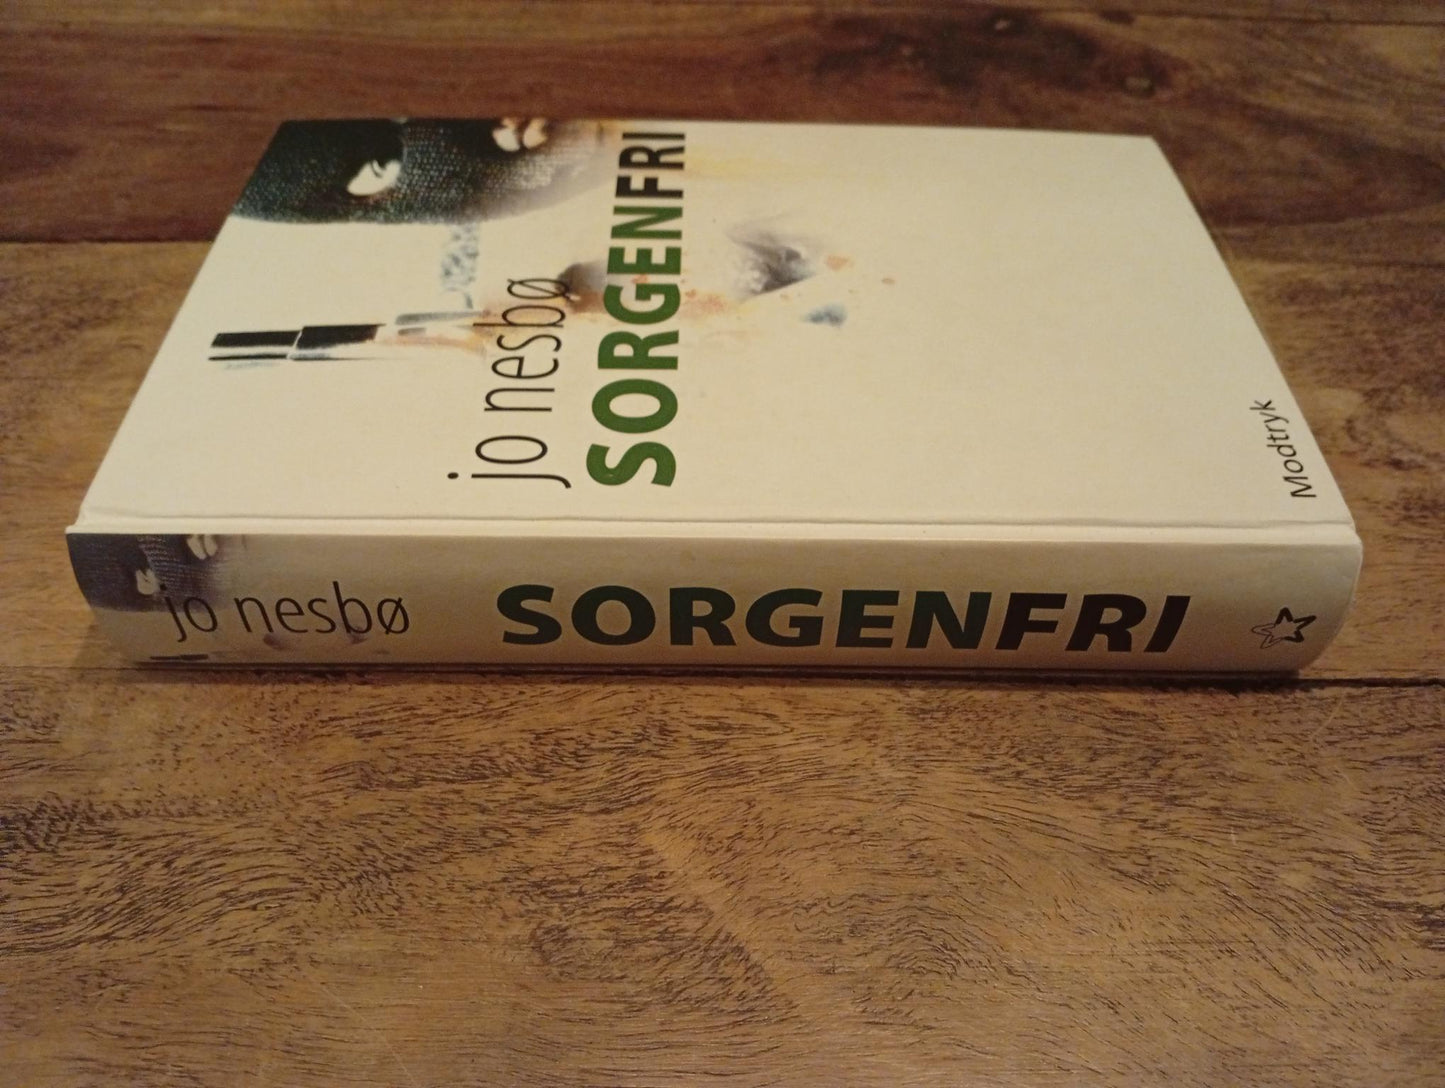 jo nesbø
SORGENFRI
Modtryk
jo nesbø SORGENFRI